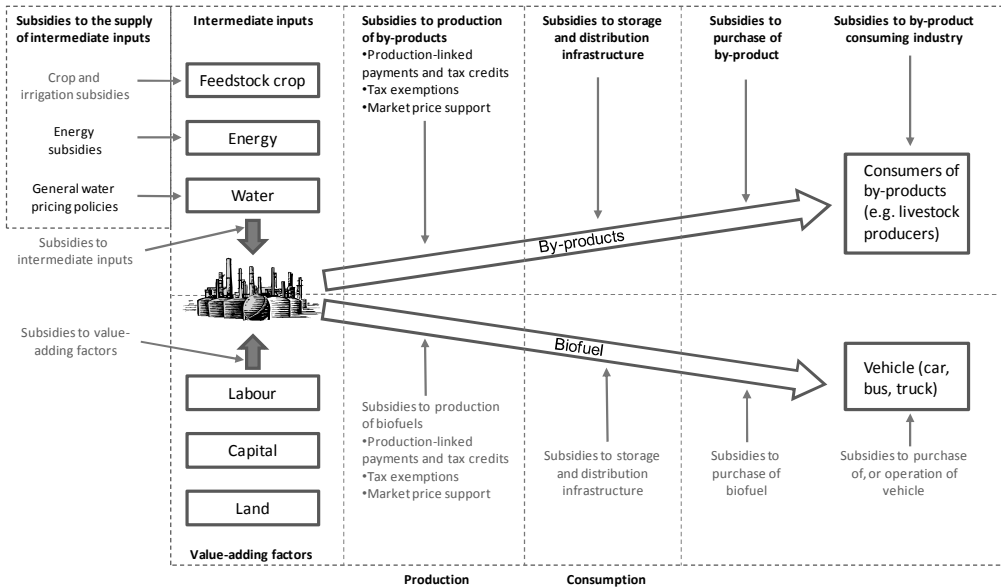 Subsidies to the supply
of intermediate inputs
Intermediate inputs
Subsidies to production
of by-products
•Production-linked
payments and tax credits
•Tax exemptions
•Market price support
Subsidies to storage
and distribution
infrastructure
Subsidies to
purchase of
by-product
Subsidies to by-product
consuming industry
Crop and
irrigation subsidies
Feedstock crop
Energy
subsidies
Energy
General water
pricing policies
Water
Consumers of
by-products
(e.g. livestock
producers)
Subsidies to
intermediate inputs
By-products
Subsidies to value-
adding factors
Biofuel
Vehicle (car,
bus, truck)
Labour
Capital
Land
Subsidies to production
of biofuels
•Production-linked
payments and tax credits
•Tax exemptions
•Market price support
Subsidies to storage
and distribution
infrastructure
Subsidies to
purchase of
biofuel
Subsidies to purchase
of, or operation of
vehicle
Value-adding factors
Production
Consumption